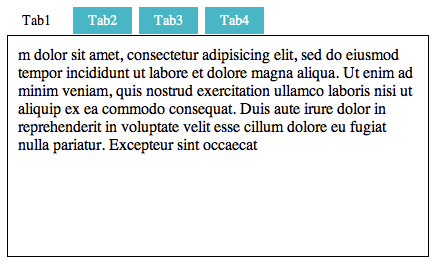 Tab1 Tab2 Tab3 Tab4
m dolor sit amet, consectetur adipisicing elit, sed do eiusmod
tempor incididunt ut labore et dolore magna aliqua. Ut enim ad
minim veniam, quis nostrud exercitation ullamco laboris nisi ut
aliquip ex ea commodo consequat. Duis aute irure dolor in
reprehenderit in voluptate velit esse cillum dolore eu fugiat
nulla pariatur. Excepteur sint occaecat